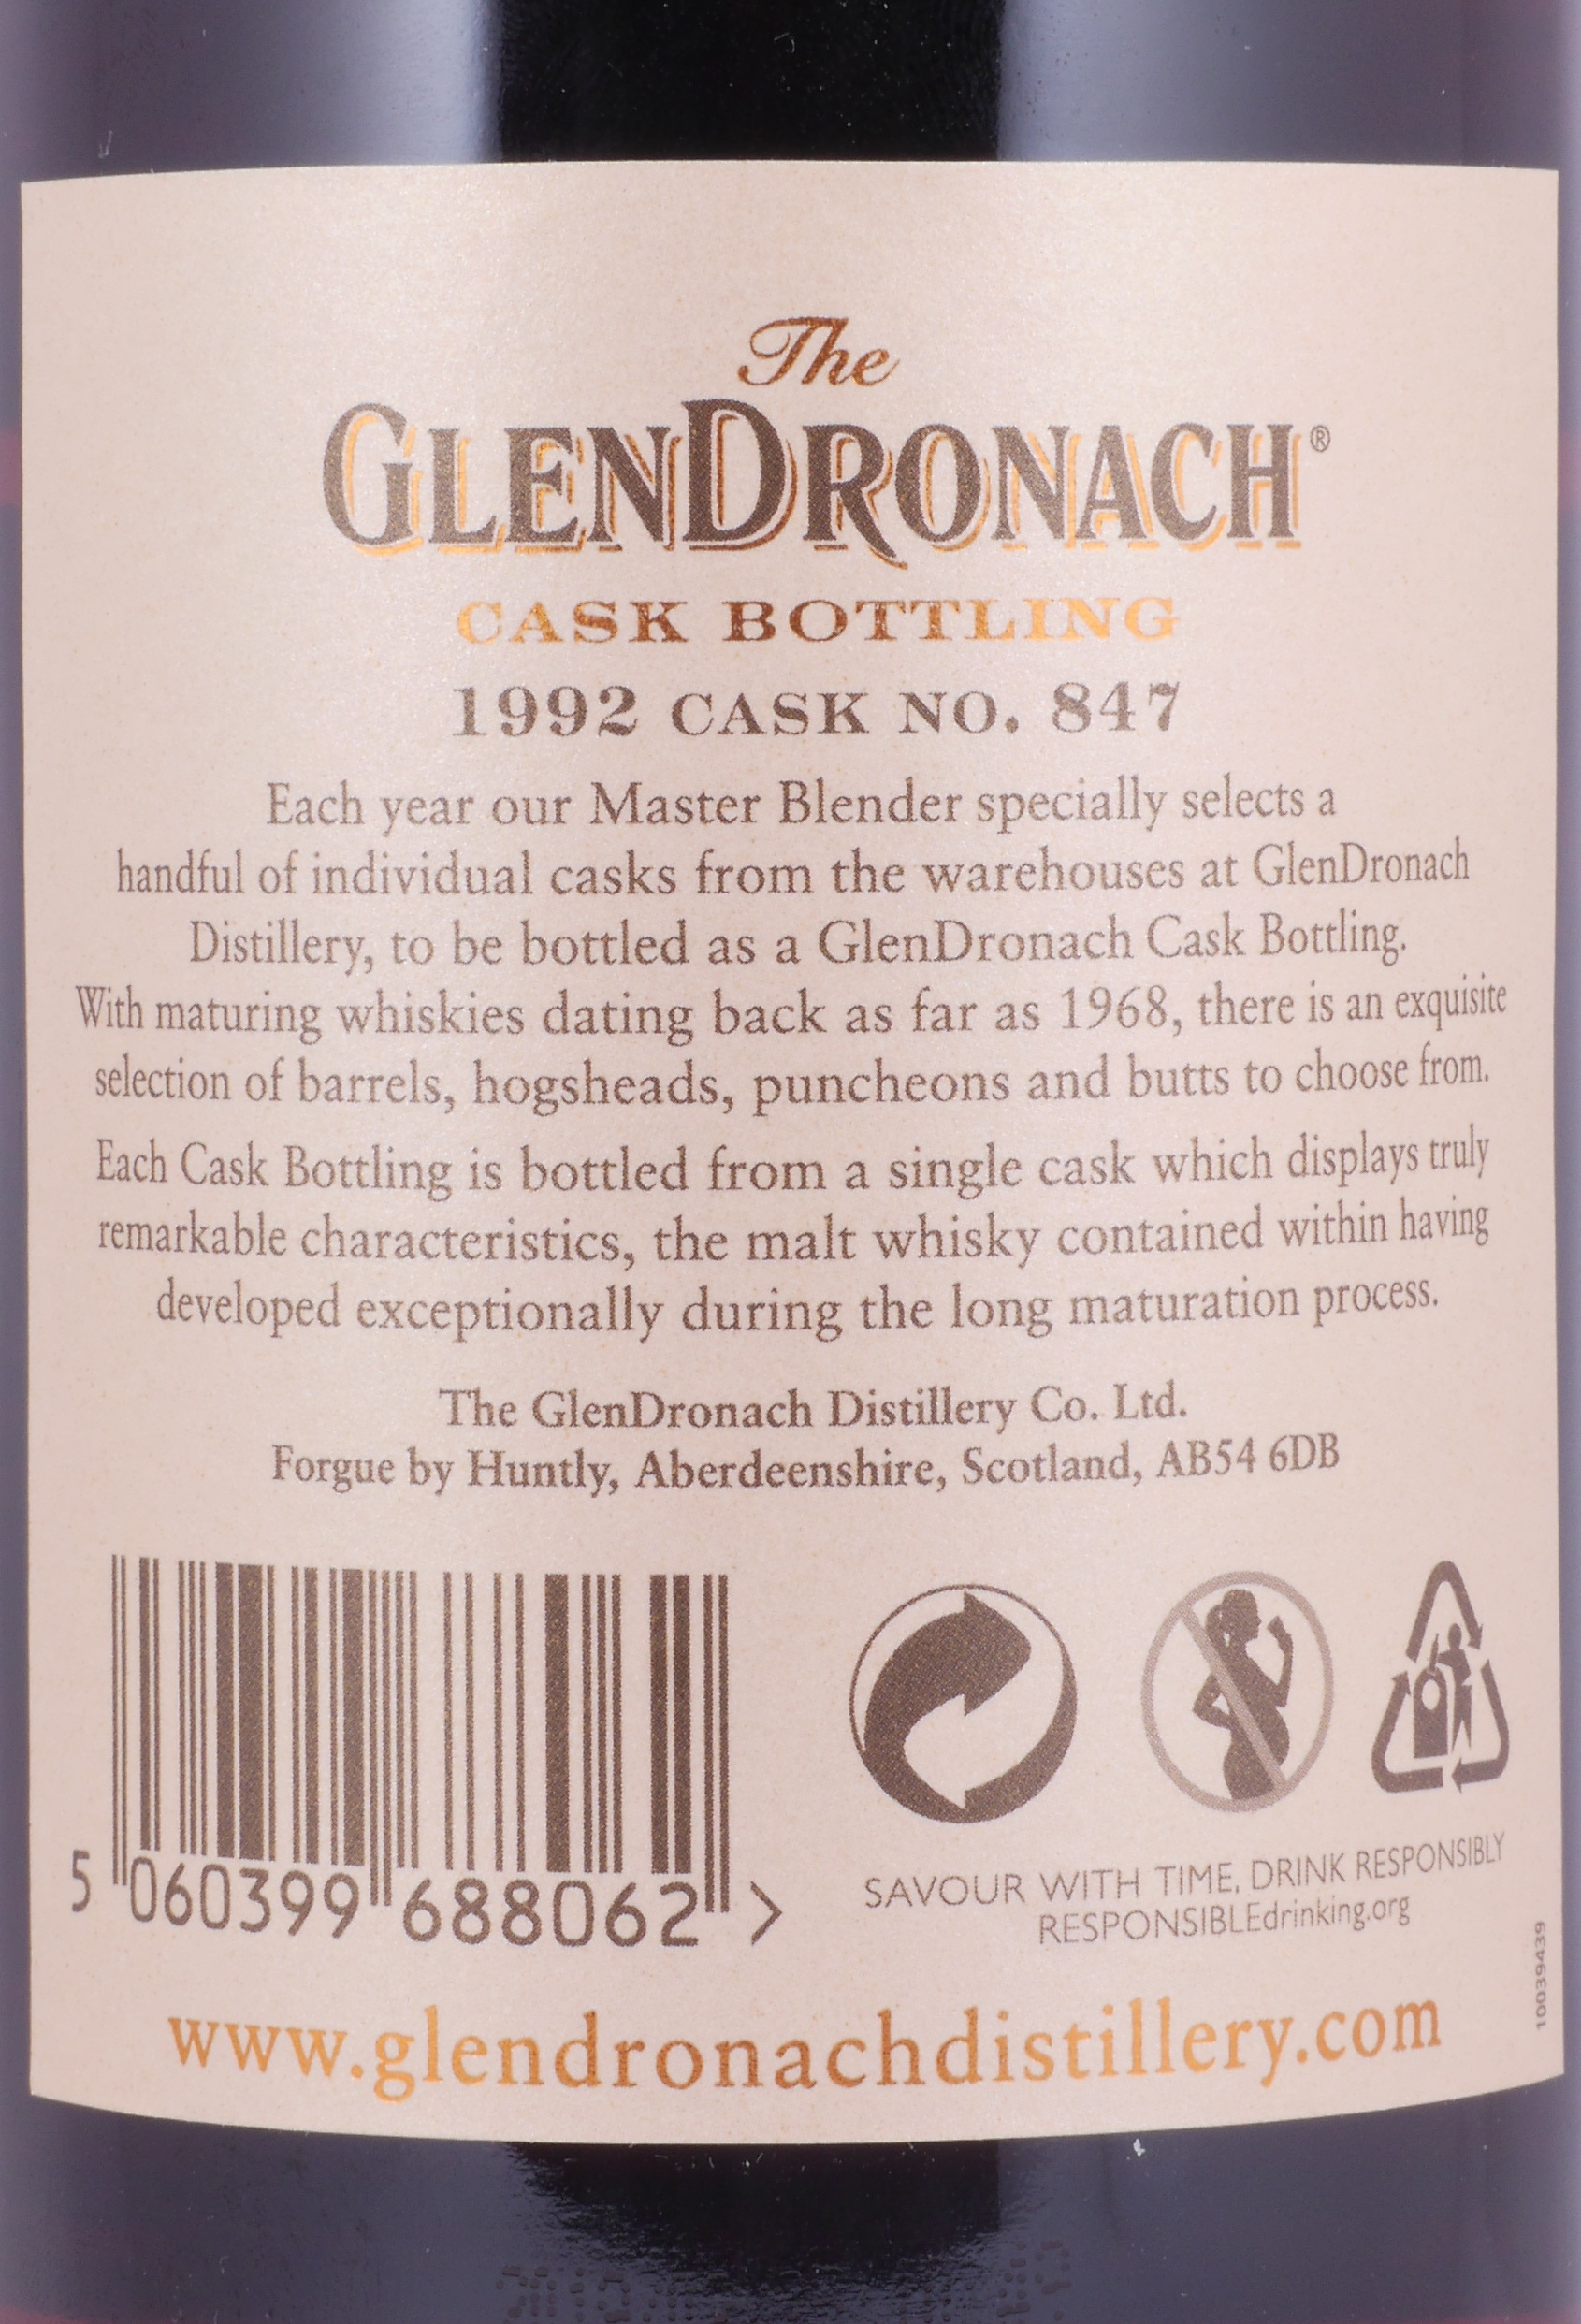 The
GLENDRONACH®
CASK BOTTLING
1992 CASK NO. 847
Each year our Master Blender specially selects a
handful of individual casks from the warehouses at GlenDronach
Distillery, to be bottled as a GlenDronach Cask Bottling.
With maturing whiskies dating back as far as 1968, there is an exquisite
selection of barrels, hogsheads, puncheons and butts to choose from.
Each Cask Bottling is bottled from a single cask which displays truly
remarkable characteristics, the malt whisky contained within having
developed exceptionally during the long maturation process.
The GlenDronach Distillery Co. Ltd.
Forgue by Huntly, Aberdeenshire, Scotland, AB54 6DB
5 060399 688062 >
SAVOUR WITH TIME, DRINK RESPONSIBLY
RESPONSIBLEdrinking.org
10039439
www.glendronachdistillery.com